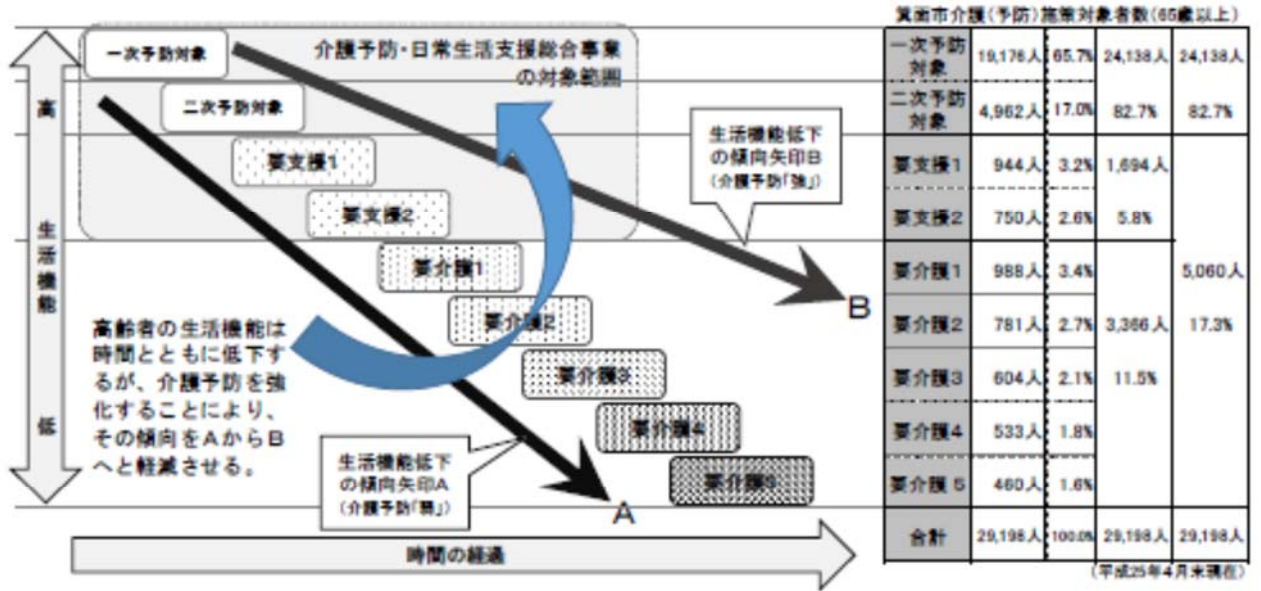 箕面市介護(予防)施策対象者数(65歳以上)
高
生活機能
低
一次予防対象
二次予防対象
要支援1
要支援2
要介護1
要介護2
要介護3
要介護4
要介護5
介護予防・日常生活支援総合事業
の対象範囲
生活機能低下
の傾向矢印B
(介護予防「強」)
B
高齢者の生活機能は
時間とともに低下す
るが、介護予防を強
化することにより、
その傾向をAからB
へと軽減させる。
生活機能低下
の傾向矢印A
(介護予防「弱」)
A
時間の経過
一次予防
対象 19,176人 65.7% 24,138人 24,138人
二次予防
対象 4,962人 17.0% 82.7% 82.7%
要支援1 944人 3.2% 1,694人
要支援2 750人 2.6% 5.8%
要介護1 988人 3.4% 5,060人
要介護2 781人 2.7% 3,366人 17.3%
要介護3 604人 2.1% 11.5%
要介護4 533人 1.8%
要介護5 460人 1.6%
合計 29,198人 100.0% 29,198人 29,198人
(平成25年4月末現在)